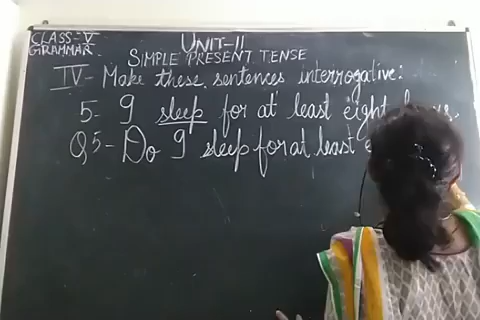 CLASS-V
GRAMMAR
UNIT-II
SIMPLE PRESENT TENSE
IV- Make these sentences interrogative:
5- I sleep for at least eight
Q5- Do I sleep for at least